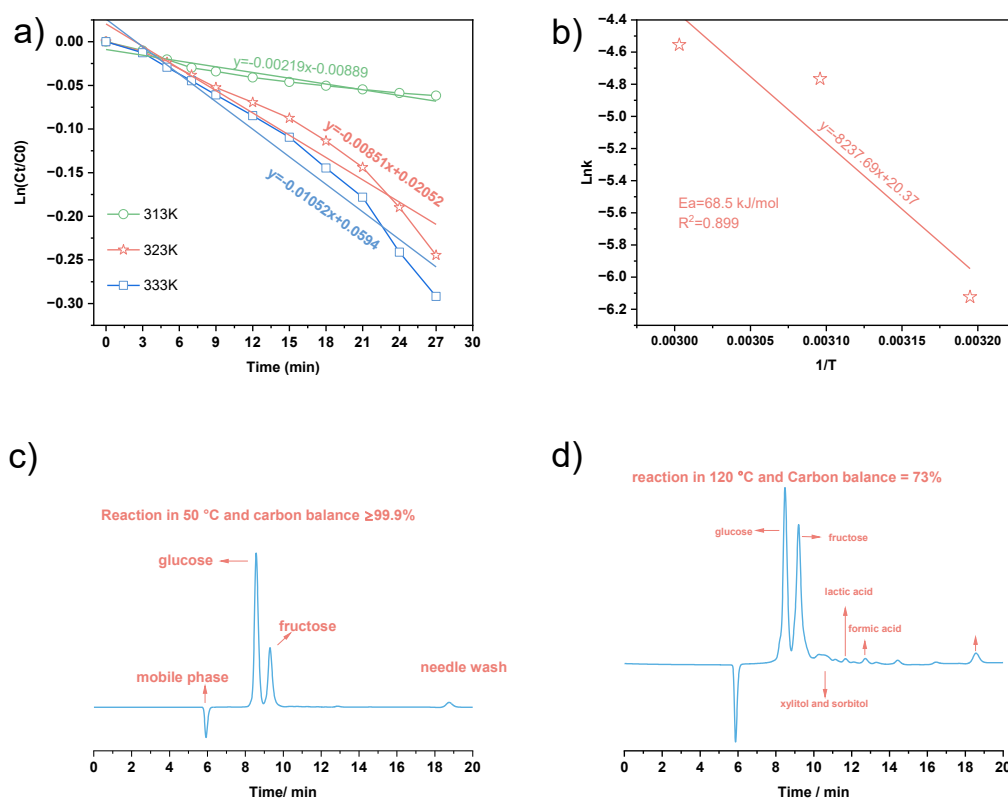 a)
0.00
−0.05
−0.10
−0.15
−0.20
−0.25
−0.30
Ln(Ct/C0)
y=-0.00219x-0.00889
y=-0.00851x+0.02052
y=-0.01052x+0.0594
313K
323K
333K
0 3 6 9 12 15 18 21 24 27 30
Time (min)
b)
−4.4
−4.6
−4.8
−5.0
−5.2
−5.4
−5.6
−5.8
−6.0
−6.2
Lnk
y=-8237.69x+20.37
Ea=68.5 kJ/mol
R²=0.899
0.00300 0.00305 0.00310 0.00315 0.00320
1/T
c)
Reaction in 50 °C and carbon balance ≥99.9%
glucose
fructose
mobile phase
needle wash
0 2 4 6 8 10 12 14 16 18 20
Time/ min
d)
reaction in 120 °C and Carbon balance = 73%
glucose
fructose
lactic acid
formic acid
xylitol and sorbitol
0 2 4 6 8 10 12 14 16 18 20
Time / min